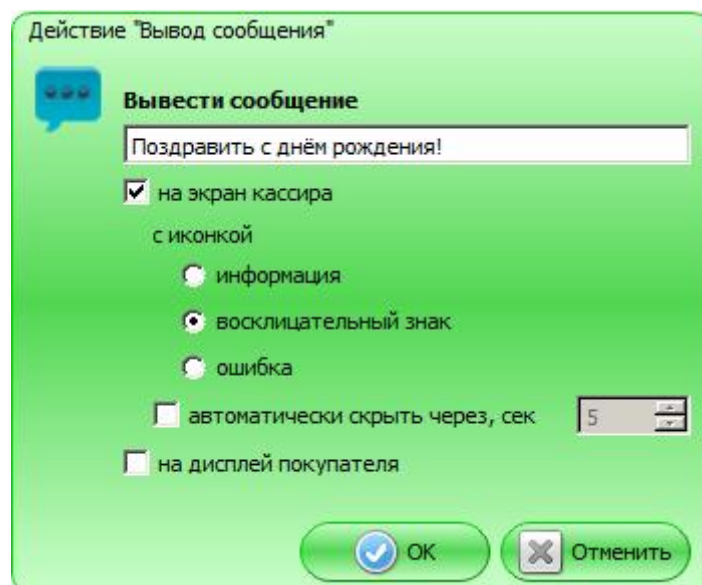 Действие "Вывод сообщения"
Вывести сообщение
Поздравить с днём рождения!
на экран кассира
с иконкой
информация
восклицательный знак
ошибка
автоматически скрыть через, сек 5
на дисплей покупателя
ОК Отменить